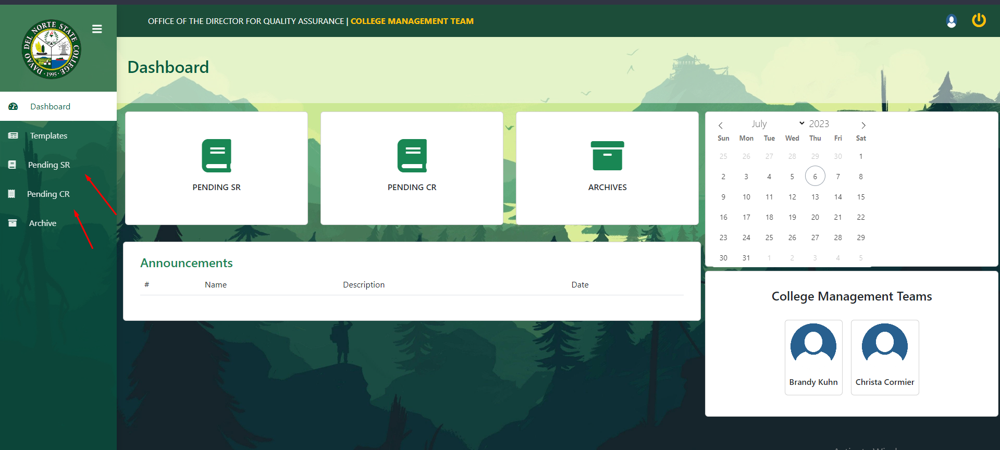 DAVAO DEL NORTE STATE COLLEGE
· 1995 ·
OFFICE OF THE DIRECTOR FOR QUALITY ASSURANCE | COLLEGE MANAGEMENT TEAM
Dashboard
Templates
Pending SR
Pending CR
Archive
Dashboard
PENDING SR
PENDING CR
ARCHIVES
July 2023
Sun Mon Tue Wed Thu Fri Sat
25 26 27 28 29 30 1
2 3 4 5 6 7 8
9 10 11 12 13 14 15
16 17 18 19 20 21 22
23 24 25 26 27 28 29
30 31 1 2 3 4 5
Announcements
# Name Description Date
College Management Teams
Brandy Kuhn
Christa Cormier